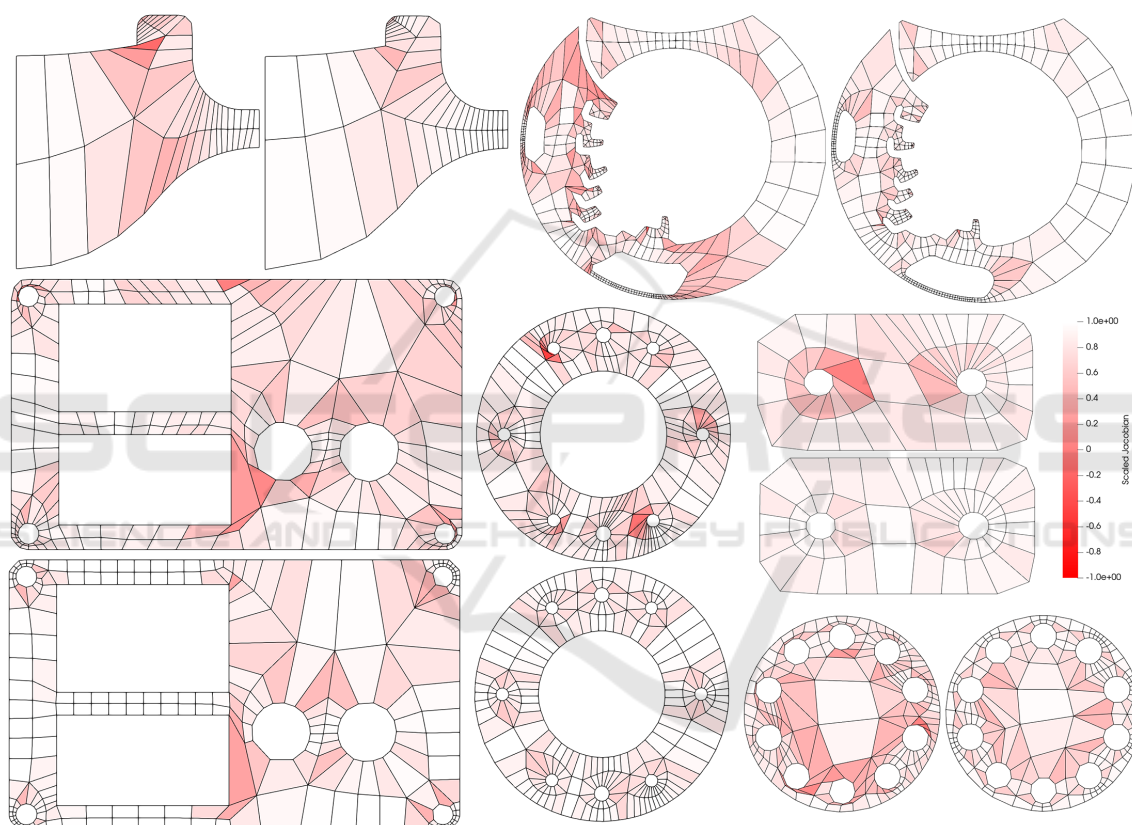 SCITEPRESS
SCIENCE AND TECHNOLOGY PUBLICATIONS
1.0e+00
0.8
0.6
0.4
0.2
0
-0.2
-0.4
-0.6
-0.8
-1.0e+00
Scaled Jacobian